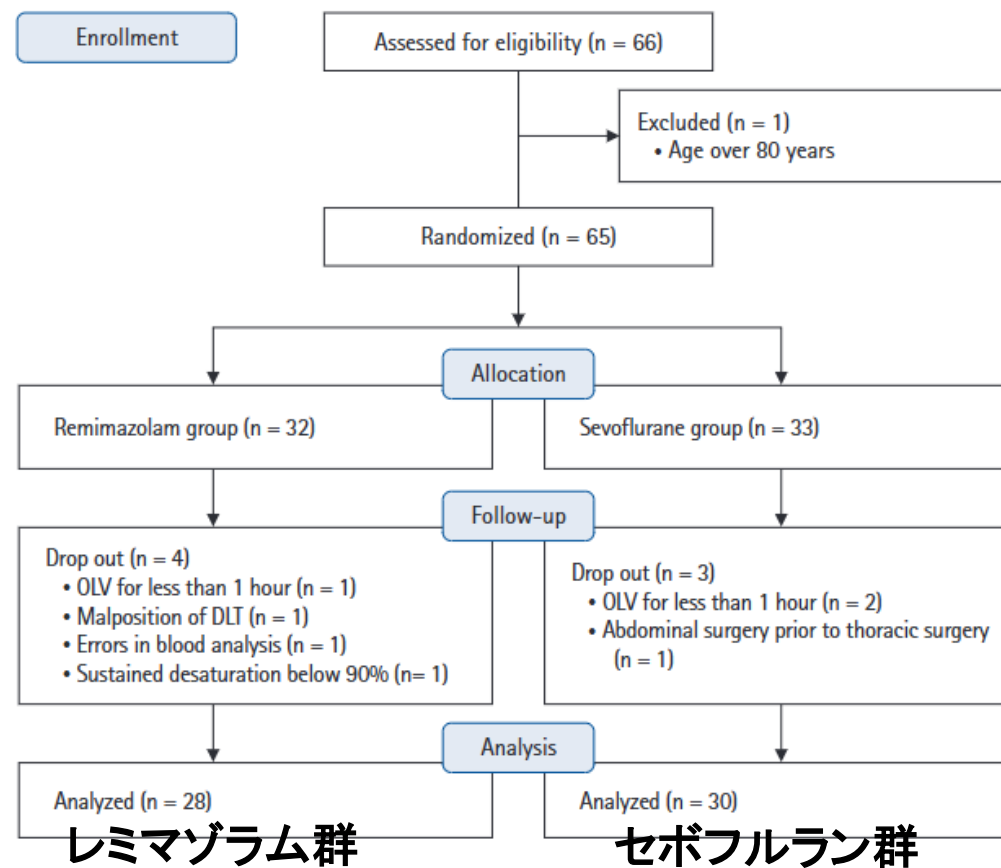 Enrollment
Assessed for eligibility (n = 66)
Excluded (n = 1)
• Age over 80 years
Randomized (n = 65)
Allocation
Remimazolam group (n = 32)
Sevoflurane group (n = 33)
Follow-up
Drop out (n = 4)
• OLV for less than 1 hour (n = 1)
• Malposition of DLT (n = 1)
• Errors in blood analysis (n = 1)
• Sustained desaturation below 90% (n= 1)
Drop out (n = 3)
• OLV for less than 1 hour (n = 2)
• Abdominal surgery prior to thoracic surgery
(n = 1)
Analysis
Analyzed (n = 28)
Analyzed (n = 30)
レミマゾラム群
セボフルラン群